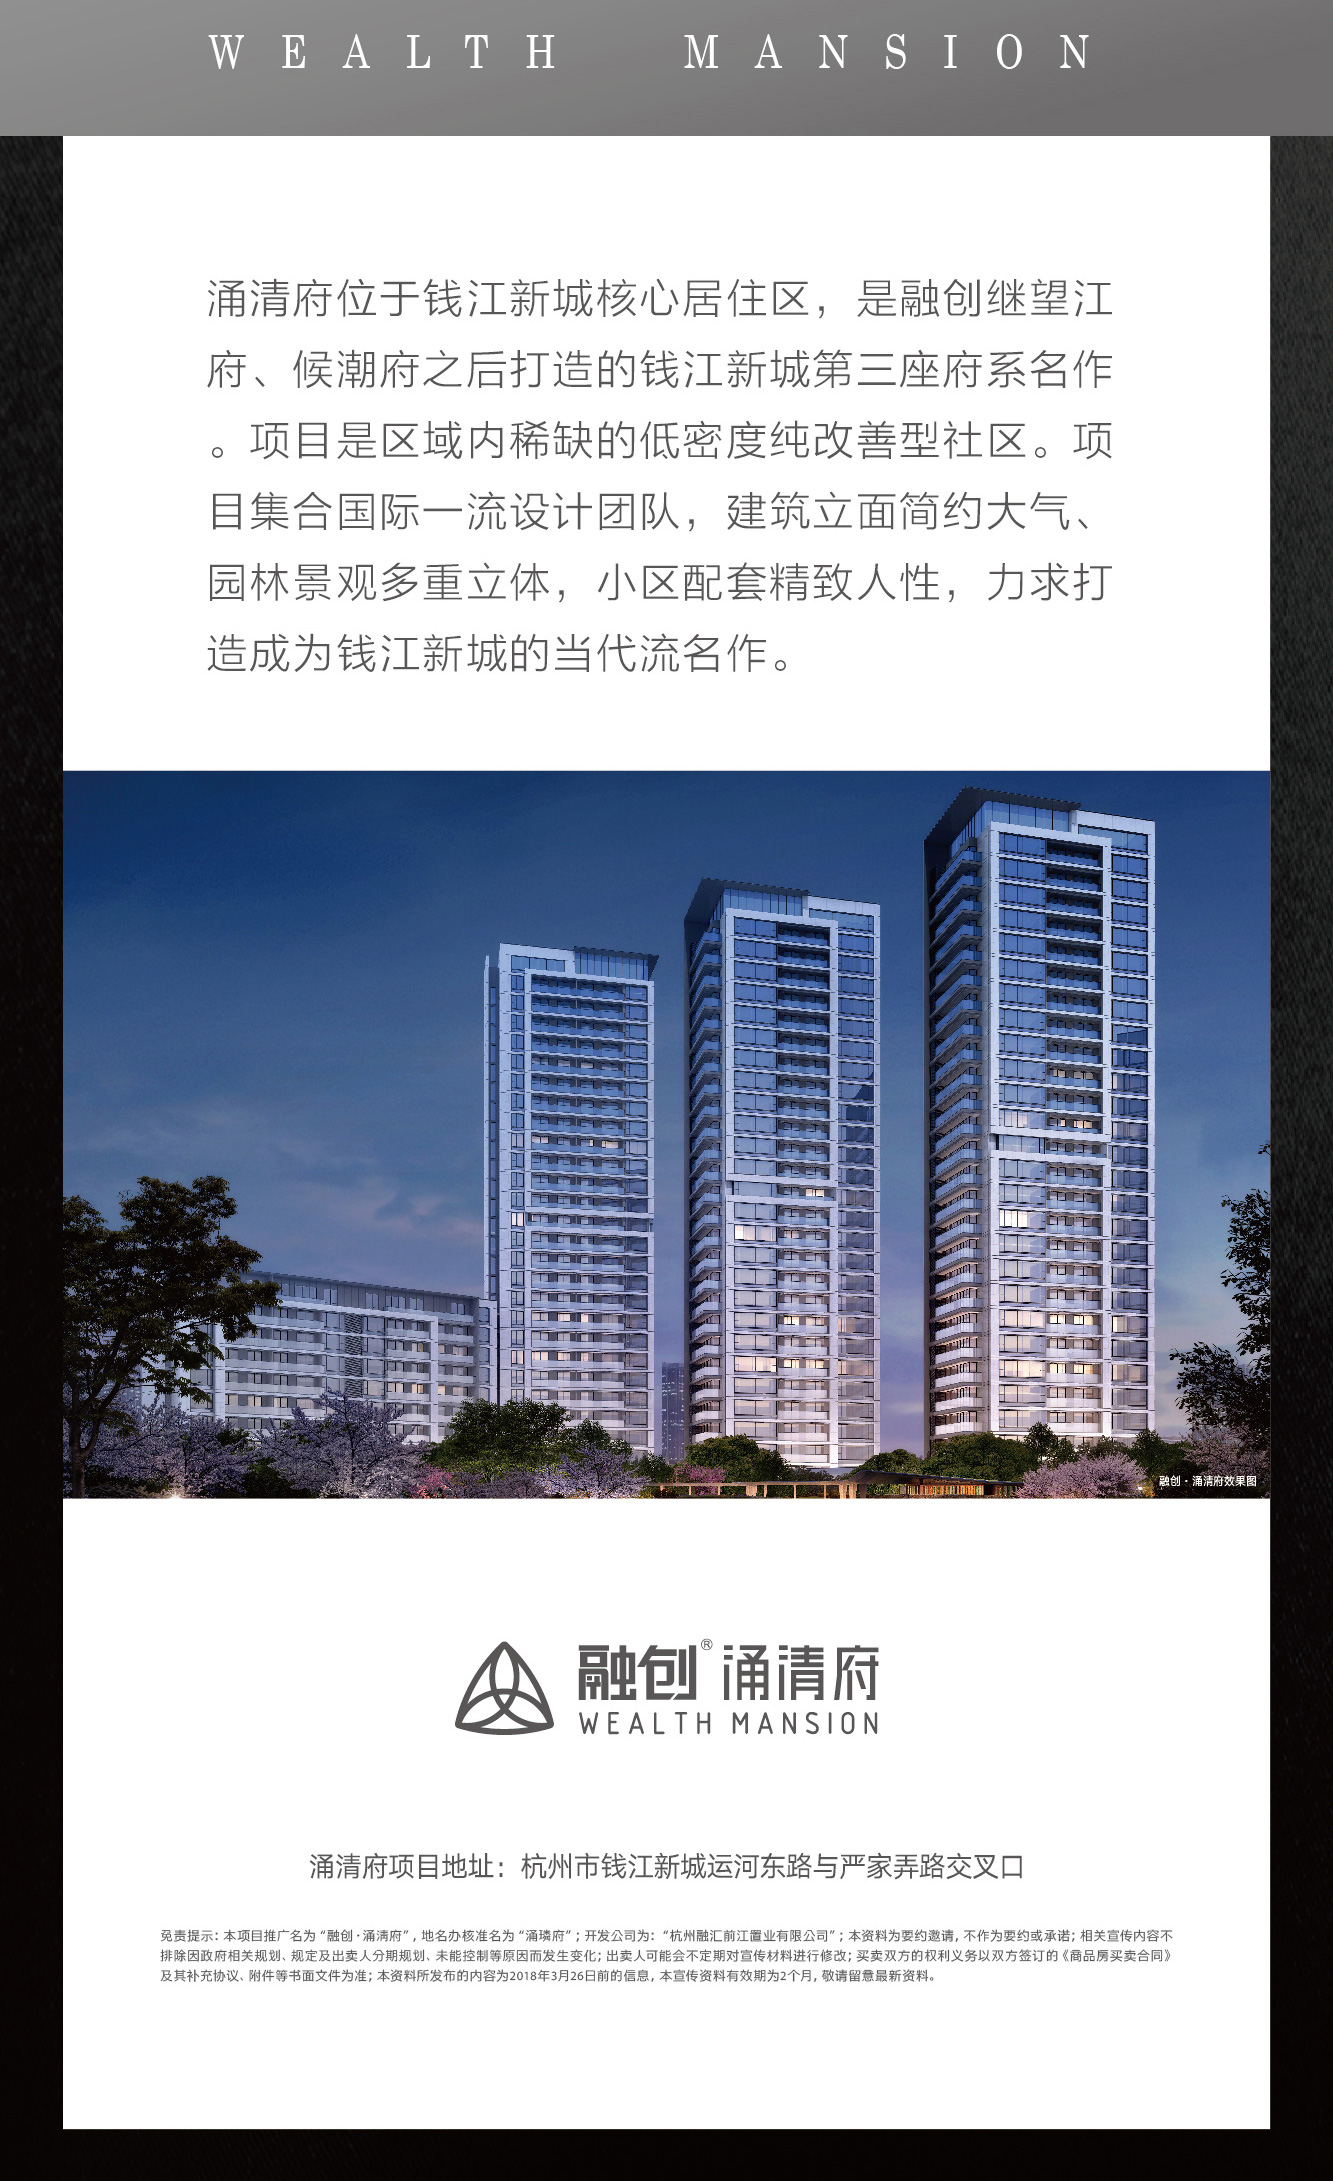 WEALTH MANSION
涌清府位于钱江新城核心居住区，是融创继望江
府、候潮府之后打造的钱江新城第三座府系名作
。项目是区域内稀缺的低密度纯改善型社区。项
目集合国际一流设计团队，建筑立面简约大气、
园林景观多重立体，小区配套精致人性，力求打
造成为钱江新城的当代流名作。
融创·涌清府效果图
融创® 涌清府
WEALTH MANSION
涌清府项目地址：杭州市钱江新城运河东路与严家弄路交叉口
免责提示：本项目推广名为“融创·涌清府”，地名办核准名为“涌璘府”；开发公司为：“杭州融汇前江置业有限公司”；本资料为要约邀请，不作为要约或承诺；相关宣传内容不
排除因政府相关规划、规定及出卖人分期规划、未能控制等原因而发生变化；出卖人可能会不定期对宣传材料进行修改；买卖双方的权利义务以双方签订的《商品房买卖合同》
及其补充协议、附件等书面文件为准；本资料所发布的内容为2018年3月26日前的信息，本宣传资料有效期为2个月，敬请留意最新资料。